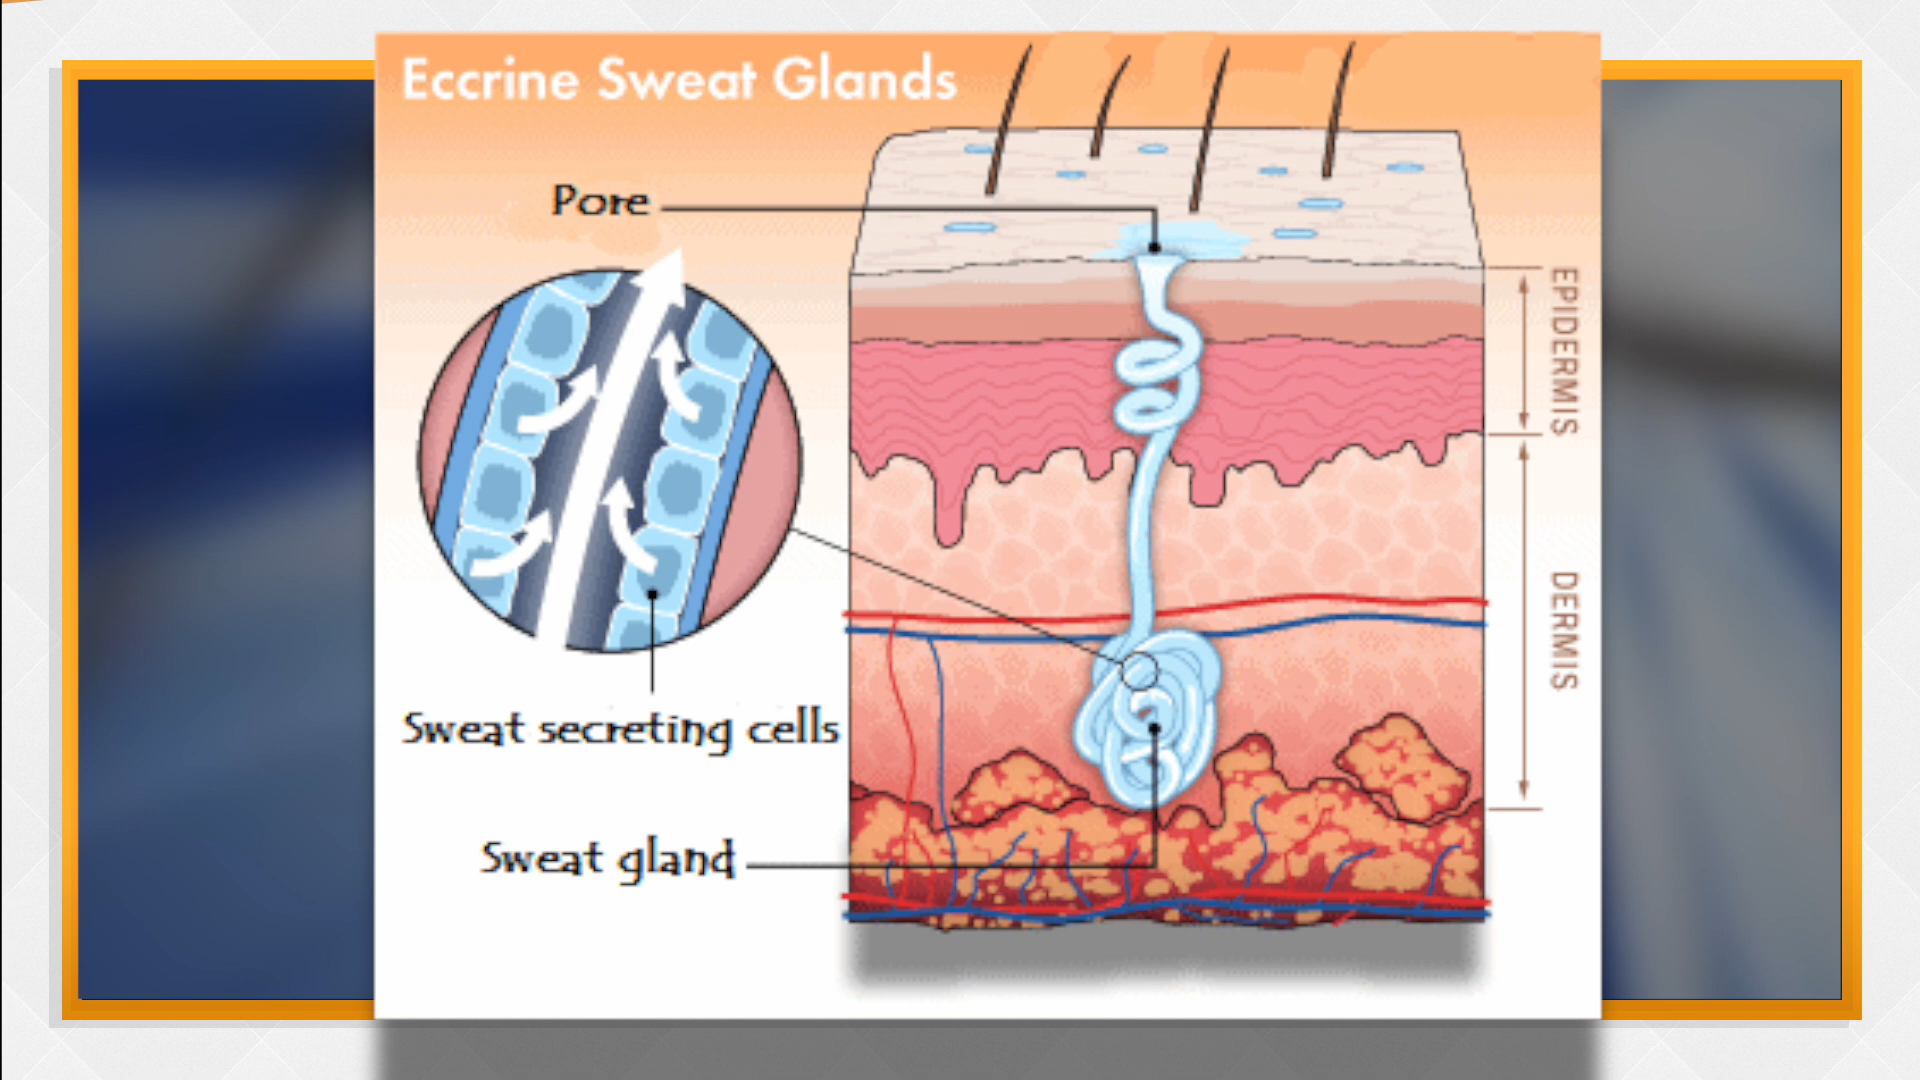 Eccrine Sweat Glands
Pore
EPIDERMIS
DERMIS
Sweat secreting cells
Sweat gland